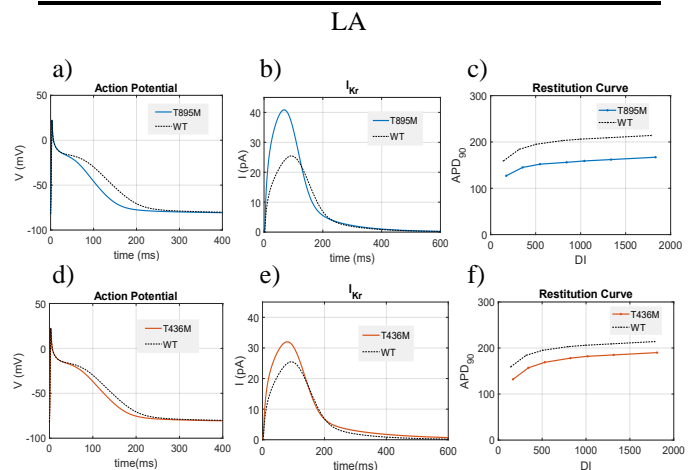 LA
a)
b)
c)
Action Potential
I_Kr
Restitution Curve
50
0
-50
-100
V (mV)
0
100
200
300
400
time (ms)
T895M
WT
40
30
20
10
0
I (pA)
0
200
400
600
time (ms)
T895M
WT
300
200
100
0
APD_90
0
500
1000
1500
2000
DI
T895M
WT
d)
e)
f)
Action Potential
I_Kr
Restitution Curve
50
0
-50
-100
V (mV)
0
100
200
300
400
time(ms)
T436M
WT
40
30
20
10
0
I (pA)
0
200
400
600
time(ms)
T436M
WT
300
200
100
0
APD_90
0
500
1000
1500
2000
DI
T436M
WT